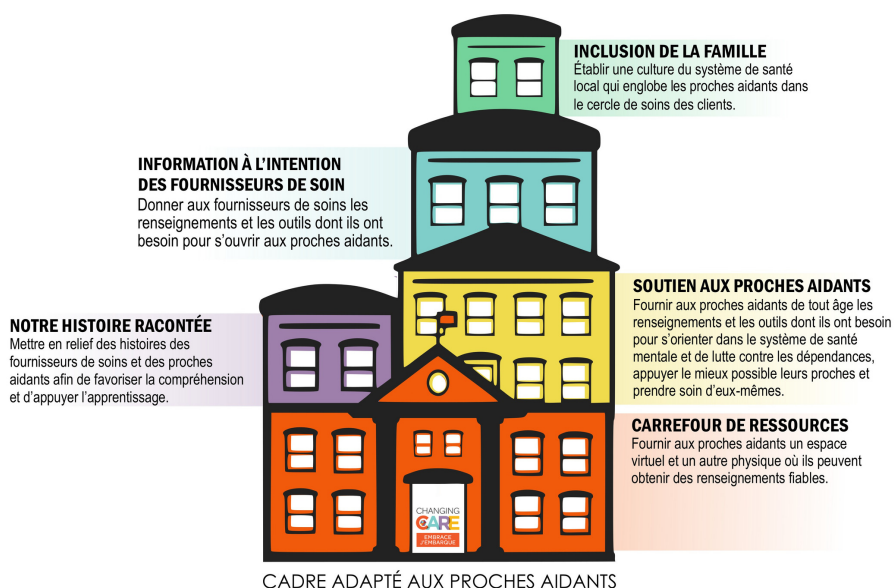 INCLUSION DE LA FAMILLE
Établir une culture du système de santé
local qui englobe les proches aidants dans
le cercle de soins des clients.
INFORMATION À L'INTENTION
DES FOURNISSEURS DE SOIN
Donner aux fournisseurs de soins les
renseignements et les outils dont ils ont
besoin pour s'ouvrir aux proches aidants.
SOUTIEN AUX PROCHES AIDANTS
Fournir aux proches aidants de tout âge les
renseignements et les outils dont ils ont besoin
pour s'orienter dans le système de santé
mentale et de lutte contre les dépendances,
appuyer le mieux possible leurs proches et
prendre soin d'eux-mêmes.
NOTRE HISTOIRE RACONTÉE
Mettre en relief des histoires des
fournisseurs de soins et des proches
aidants afin de favoriser la compréhension
et d'appuyer l'apprentissage.
CARREFOUR DE RESSOURCES
Fournir aux proches aidants un espace
virtuel et un autre physique où ils peuvent
obtenir des renseignements fiables.
CHANGING
CARE
EMBRACE
J'EMBARQUE
CADRE ADAPTÉ AUX PROCHES AIDANTS